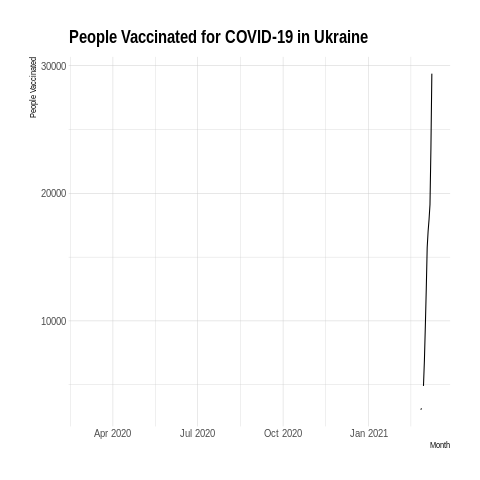 People Vaccinated for COVID-19 in Ukraine
People Vaccinated
30000
20000
10000
Apr 2020
Jul 2020
Oct 2020
Jan 2021
Month